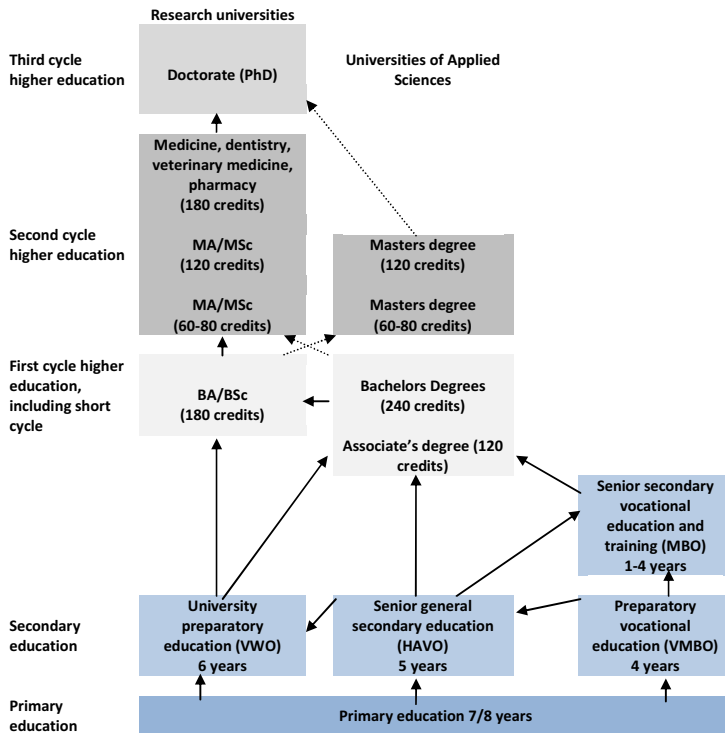 Research universities
Third cycle
higher education
Doctorate (PhD)
Universities of Applied
Sciences
Medicine, dentistry,
veterinary medicine,
pharmacy
(180 credits)
Second cycle
higher education
MA/MSc
(120 credits)
Masters degree
(120 credits)
MA/MSc
(60-80 credits)
Masters degree
(60-80 credits)
First cycle higher
education,
including short
cycle
BA/BSc
(180 credits)
Bachelors Degrees
(240 credits)
Associate’s degree (120
credits)
Senior secondary
vocational
education and
training (MBO)
1-4 years
Secondary
education
University
preparatory
education (VWO)
6 years
Senior general
secondary education
(HAVO)
5 years
Preparatory
vocational
education (VMBO)
4 years
Primary
education
Primary education 7/8 years